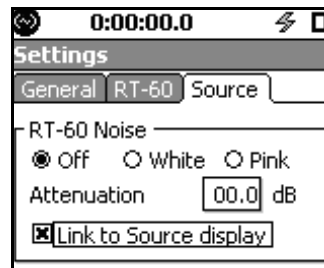 0:00:00.0
Settings
General RT-60 Source
RT-60 Noise
Off White Pink
Attenuation 00.0 dB
Link to Source display